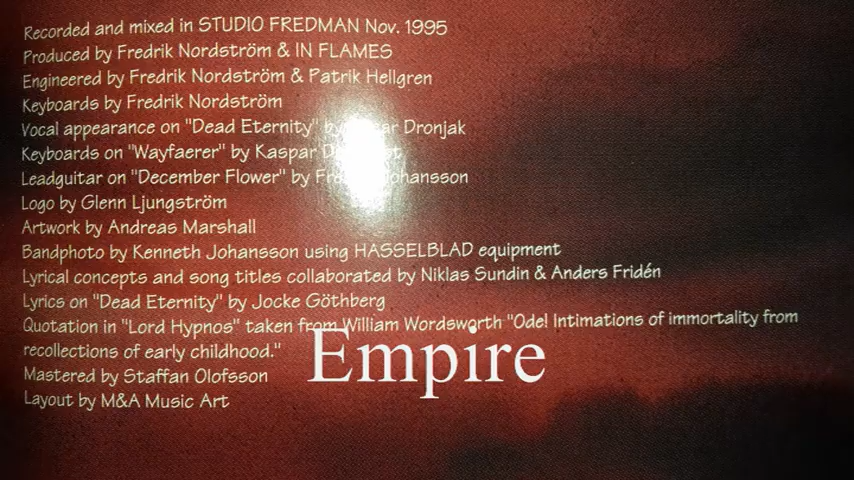 Recorded and mixed in STUDIO FREDMAN Nov. 1995
Produced by Fredrik Nordström & IN FLAMES
Engineered by Fredrik Nordström & Patrik Hellgren
Keyboards by Fredrik Nordström
Vocal appearance on "Dead Eternity" by Dronjak
Keyboards on "Wayfaerer" by Kaspar
Leadguitar on "December Flower" by Johansson
Logo by Glenn Ljungström
Artwork by Andreas Marshall
Bandphoto by Kenneth Johansson using HASSELBLAD equipment
Lyrical concepts and song titles collaborated by Niklas Sundin & Anders Fridén
Lyrics on "Dead Eternity" by Jocke Göthberg
Quotation in "Lord Hypnos" taken from William Wordsworth "Ode! Intimations of immortality from
recollections of early childhood."
Empire
Mastered by Staffan Olofsson
Layout by M&A Music Art